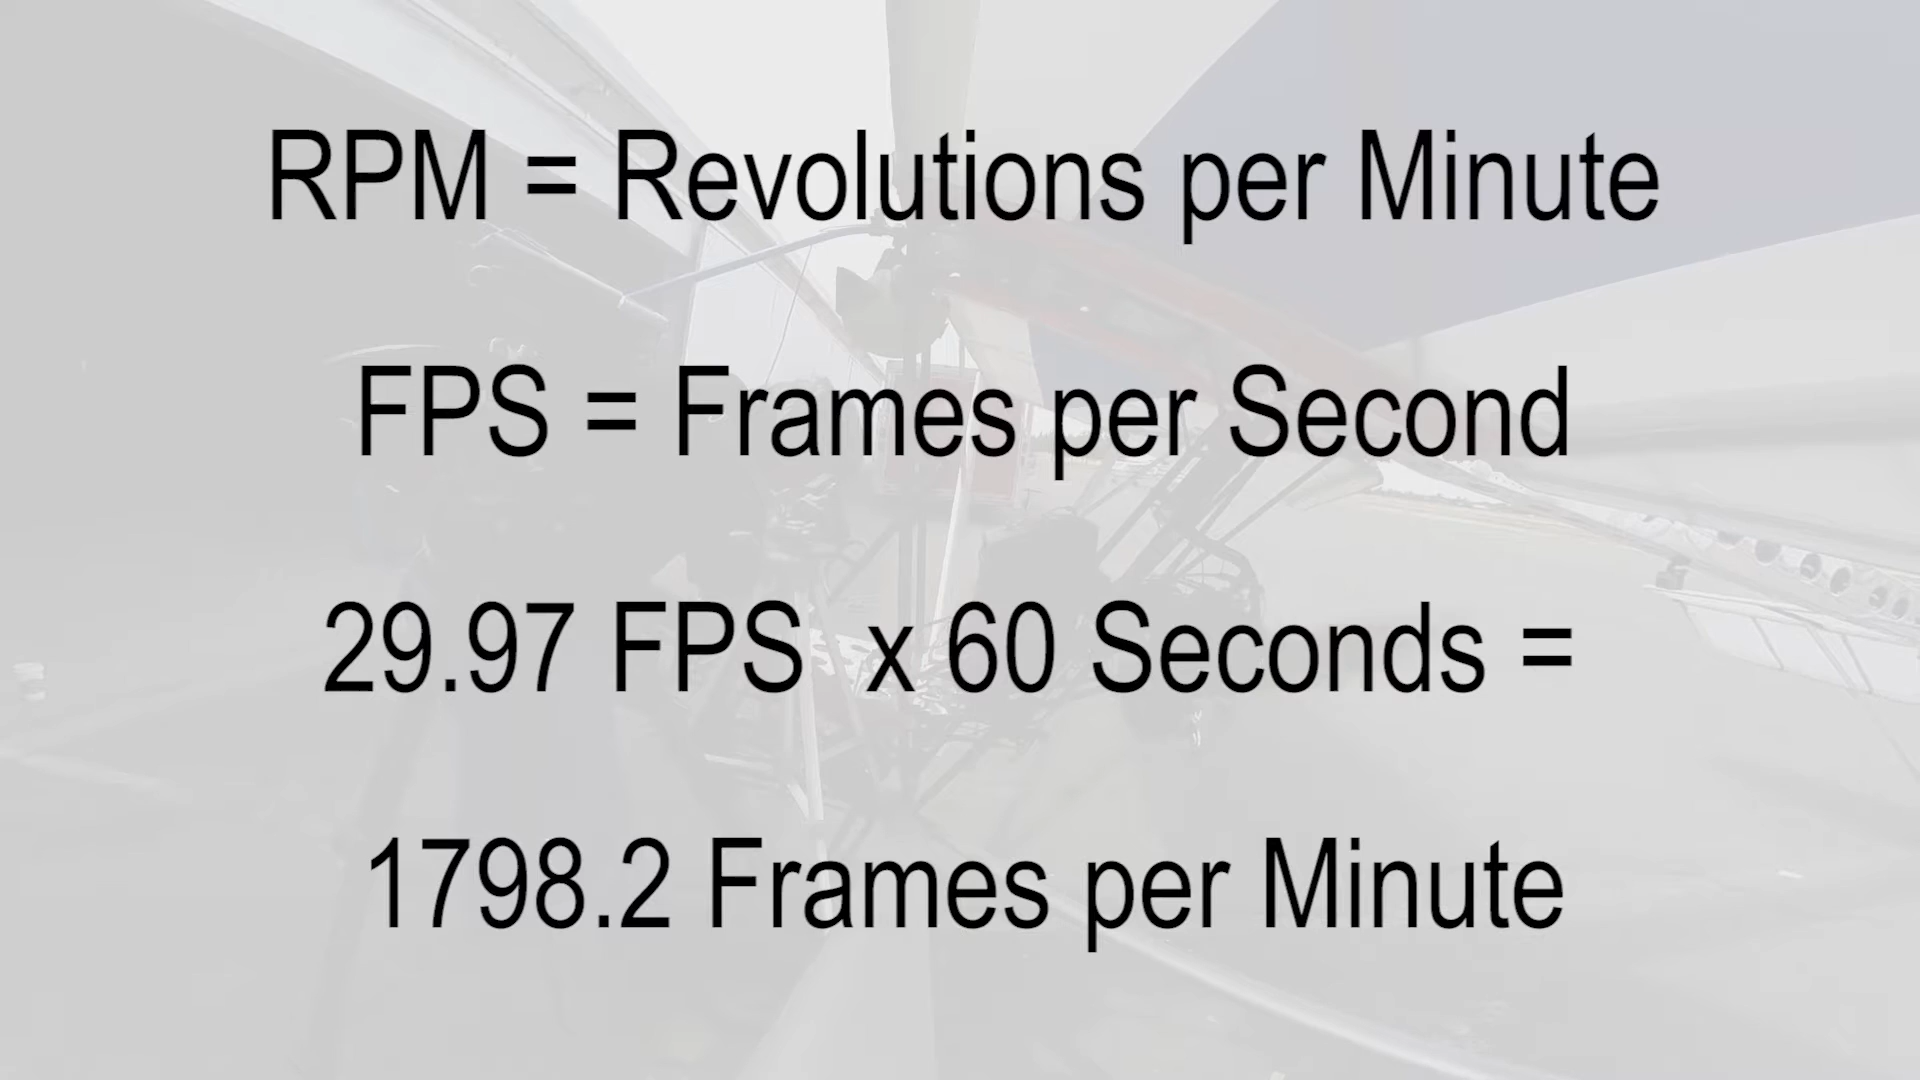 RPM = Revolutions per Minute
FPS = Frames per Second
29.97 FPS  x 60 Seconds =
1798.2 Frames per Minute